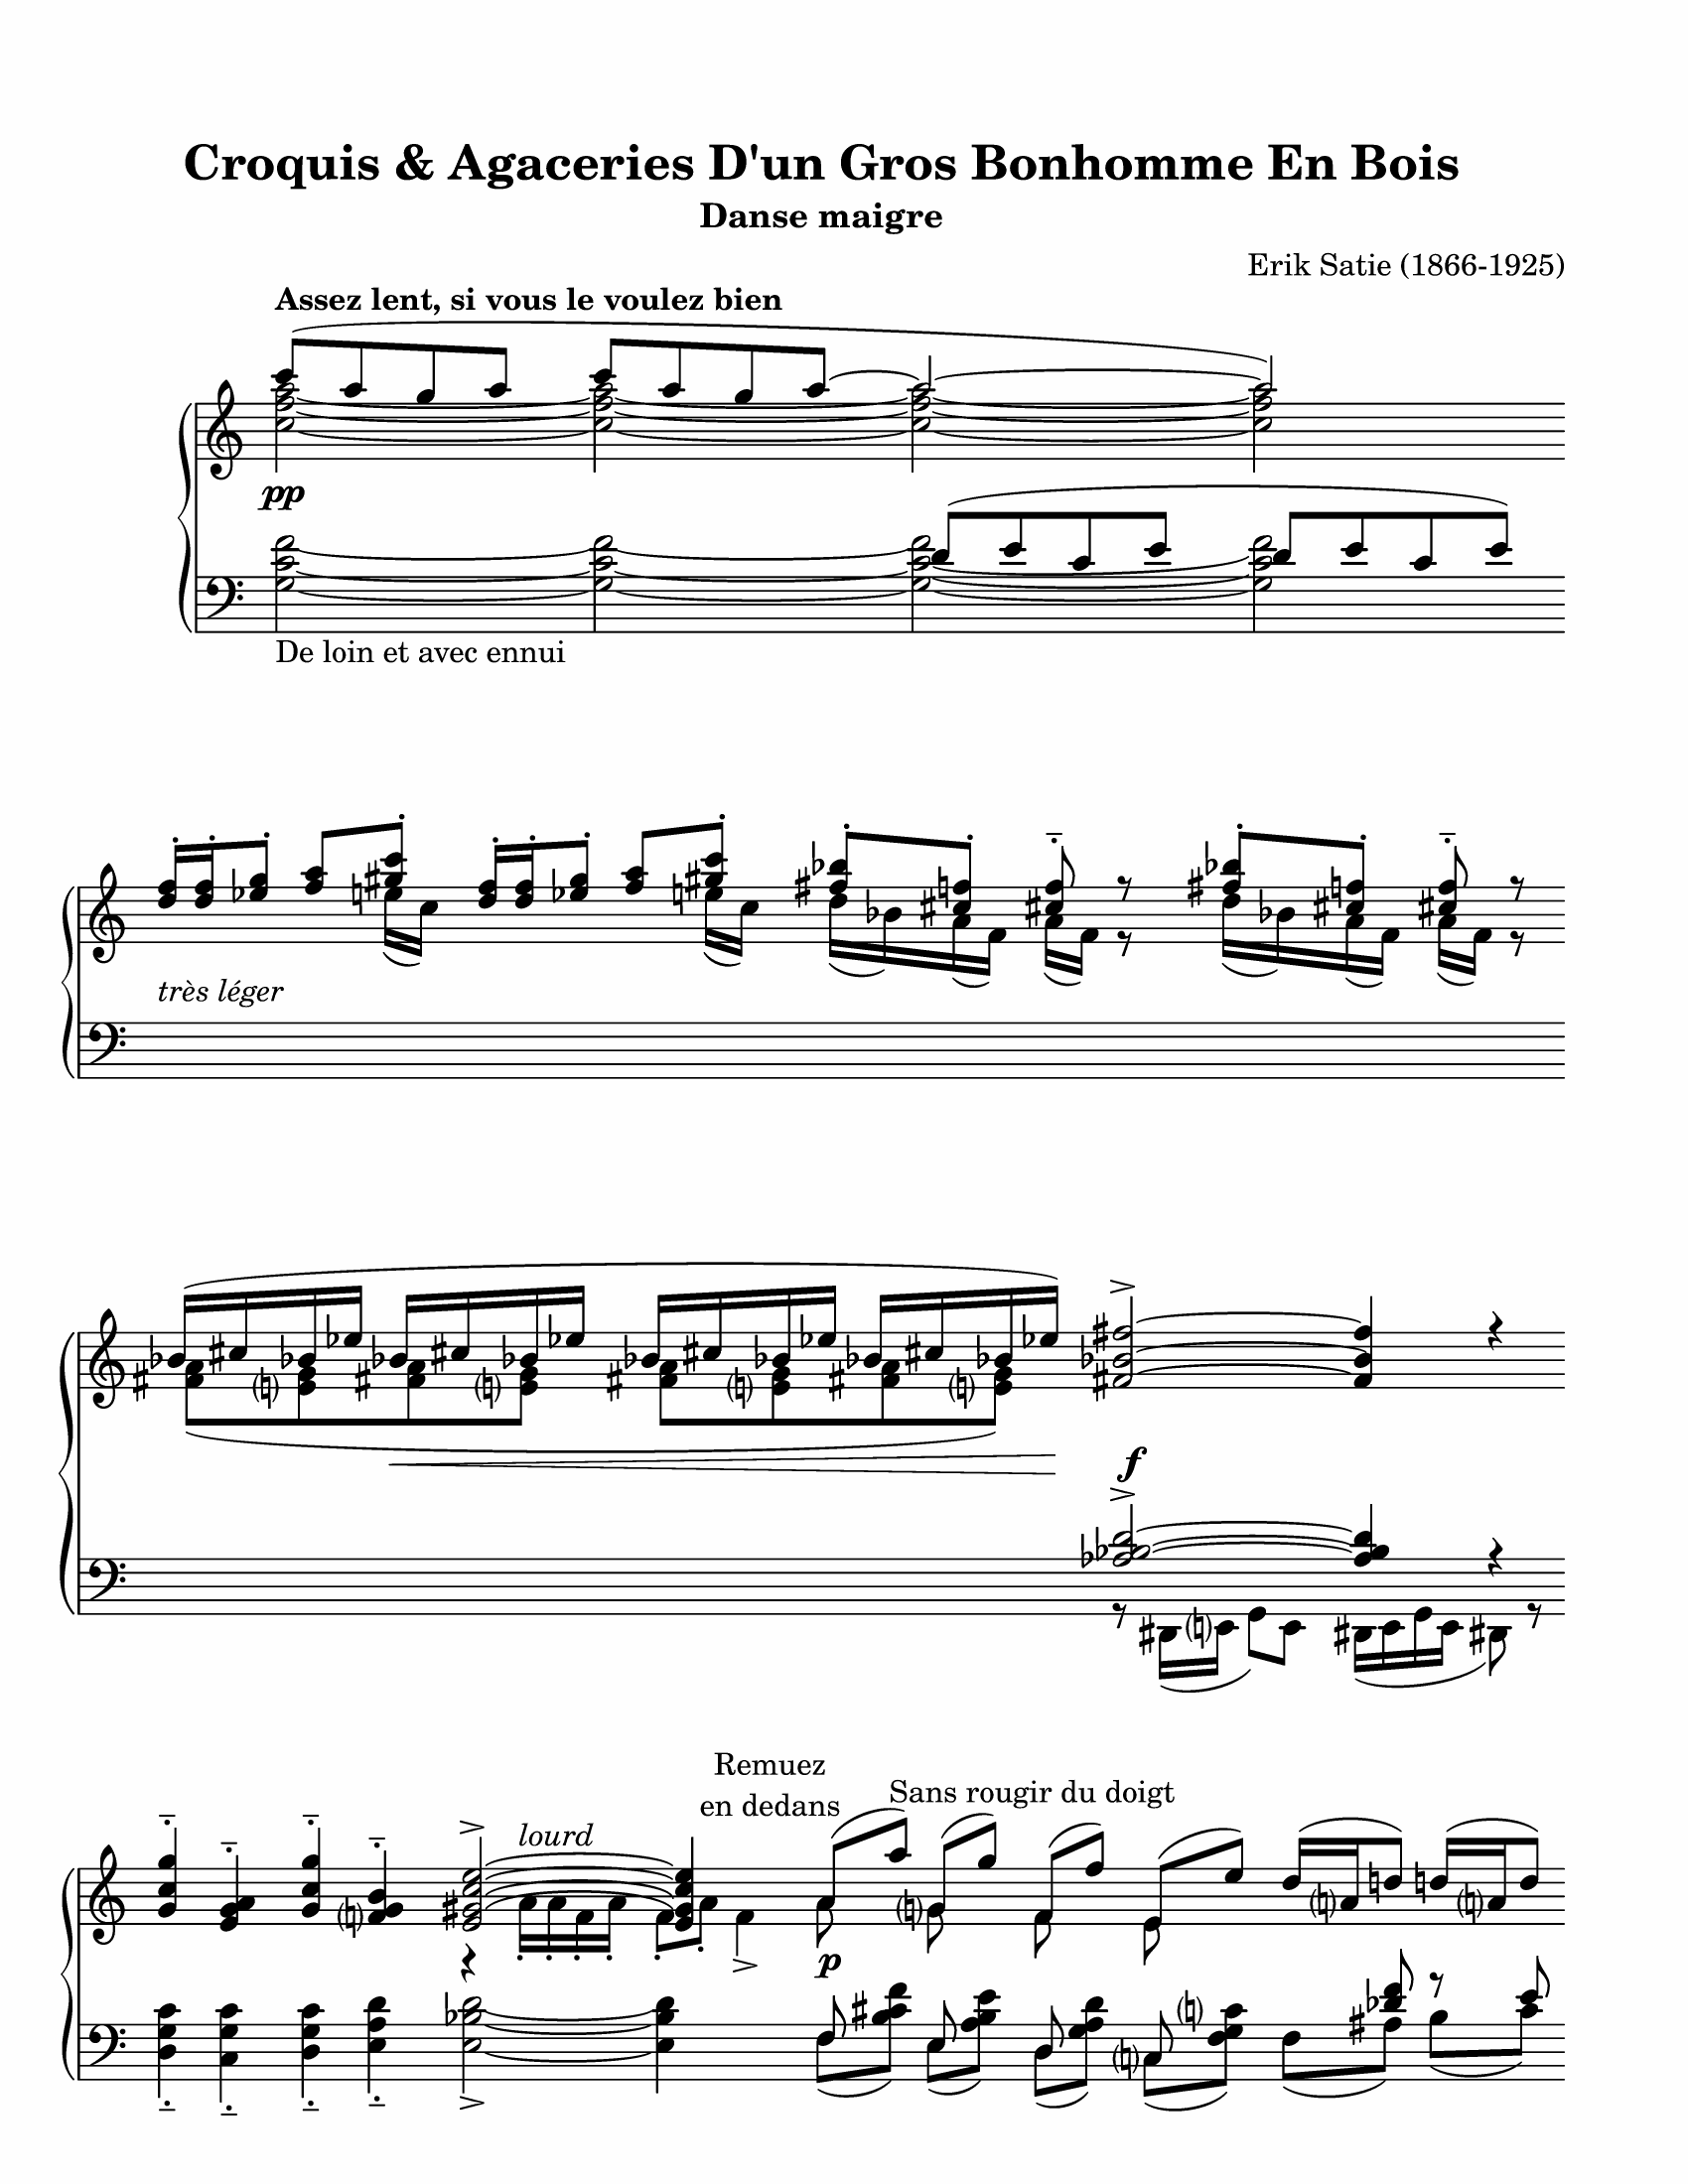 Croquis & Agaceries D'un Gros Bonhomme En Bois
Danse maigre
Erik Satie (1866-1925)
Assez lent, si vous le voulez bien
pp
De loin et avec ennui
très léger
f
Remuez
en dedans
Sans rougir du doigt
lourd
p